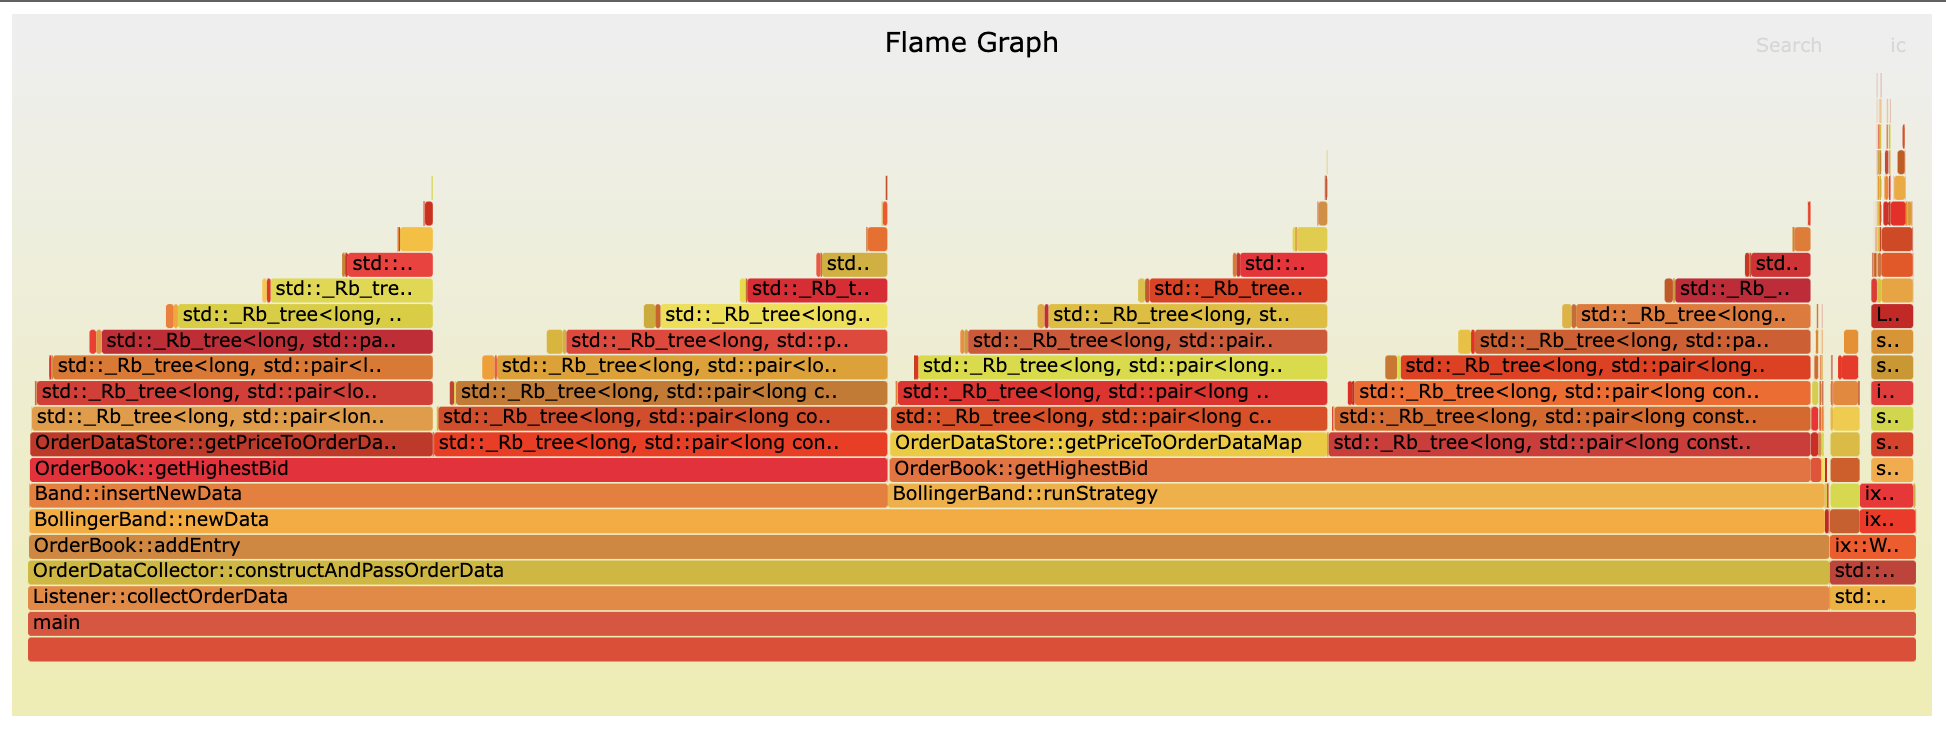 Flame Graph
Search ic
std::.. std.. std::.. std..
std::_Rb_tre.. std::_Rb_t.. std::_Rb_tree.. std::_Rb_..
std::_Rb_tree<long, .. std::_Rb_tree<long.. std::_Rb_tree<long, st.. std::_Rb_tree<long.. L..
std::_Rb_tree<long, std::pa.. std::_Rb_tree<long, std::p.. std::_Rb_tree<long, std::pair.. std::_Rb_tree<long, std::pa.. s..
std::_Rb_tree<long, std::pair<l.. std::_Rb_tree<long, std::pair<lo.. std::_Rb_tree<long, std::pair<long.. std::_Rb_tree<long, std::pair<long.. s..
std::_Rb_tree<long, std::pair<lo.. std::_Rb_tree<long, std::pair<long c.. std::_Rb_tree<long, std::pair<long .. std::_Rb_tree<long, std::pair<long con.. i..
std::_Rb_tree<long, std::pair<lon.. std::_Rb_tree<long, std::pair<long co.. std::_Rb_tree<long, std::pair<long c.. std::_Rb_tree<long, std::pair<long const.. s..
OrderDataStore::getPriceToOrderDa.. std::_Rb_tree<long, std::pair<long con.. OrderDataStore::getPriceToOrderDataMap std::_Rb_tree<long, std::pair<long const.. s..
OrderBook::getHighestBid OrderBook::getHighestBid s..
Band::insertNewData BollingerBand::runStrategy ix..
BollingerBand::newData ix..
OrderBook::addEntry ix::W..
OrderDataCollector::constructAndPassOrderData std::..
Listener::collectOrderData std:..
main